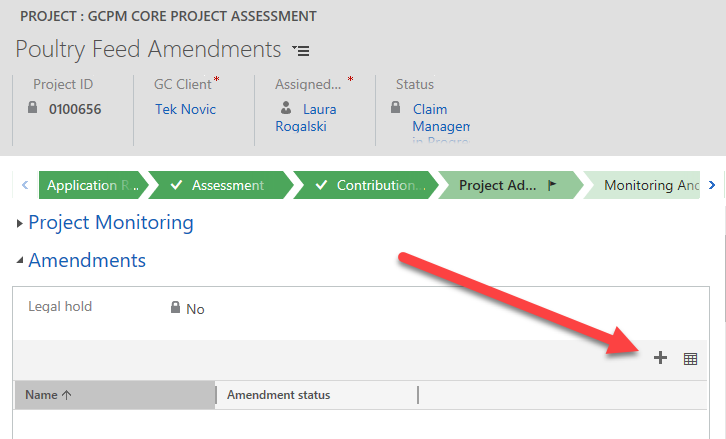 PROJECT : GCPM CORE PROJECT ASSESSMENT
Poultry Feed Amendments
Project ID GC Client* Assigned...* Status
0100656 Tek Novic Laura Rogalski Claim
Managem
Application R... Assessment Contribution... Project Ad... Monitoring And
Project Monitoring
Amendments
Legal hold No
Name Amendment status